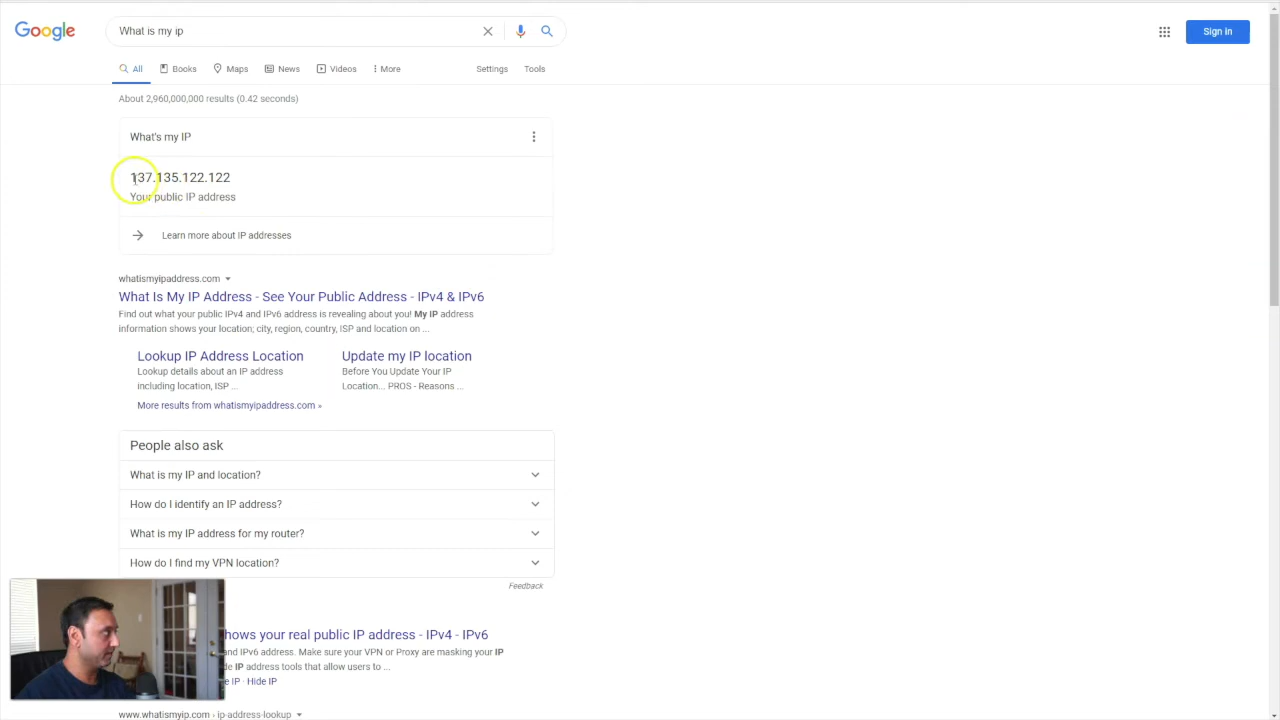 Google
What is my ip
Sign in
All
Books
Maps
News
Videos
More
Settings
Tools
About 2,960,000,000 results (0.42 seconds)
What's my IP
137.135.122.122
Your public IP address
Learn more about IP addresses
whatismyipaddress.com
What Is My IP Address - See Your Public Address - IPv4 & IPv6
Find out what your public IPv4 and IPv6 address is revealing about you! My IP address
information shows your location; city, region, country, ISP and location on ...
Lookup IP Address Location
Lookup details about an IP address
including location, ISP ...
Update my IP location
Before You Update Your IP
Location... PROS - Reasons ...
More results from whatismyipaddress.com »
People also ask
What is my IP and location?
How do I identify an IP address?
What is my IP address for my router?
How do I find my VPN location?
Feedback
hows your real public IP address - IPv4 - IPv6
and IPv6 address. Make sure your VPN or Proxy are masking your IP
de IP address tools that allow users to ...
e IP · Hide IP
www.whatismyip.com › ip-address-lookup